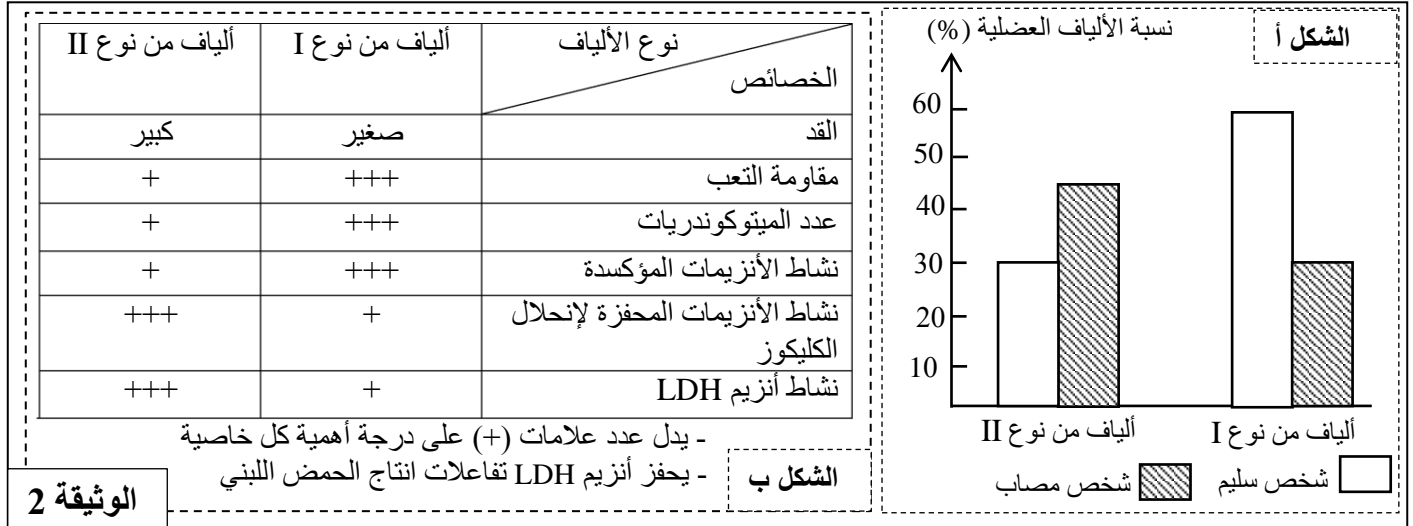 الشكل أ
نسبة الألياف العضلية (%)
60
50
40
30
20
10
ألياف من نوع I
ألياف من نوع II
شخص سليم
شخص مصاب
نوع الألياف
الخصائص
ألياف من نوع I
ألياف من نوع II
القد
صغير
كبير
مقاومة التعب
+++
+
عدد الميتوكوندريات
+++
+
نشاط الأنزيمات المؤكسدة
+++
+
نشاط الأنزيمات المحفزة لإنحلال
الكليكوز
+
+++
نشاط أنزيم LDH
+
+++
- يدل عدد علامات (+) على درجة أهمية كل خاصية
- يحفز أنزيم LDH تفاعلات انتاج الحمض اللبني
الشكل ب
الوثيقة 2